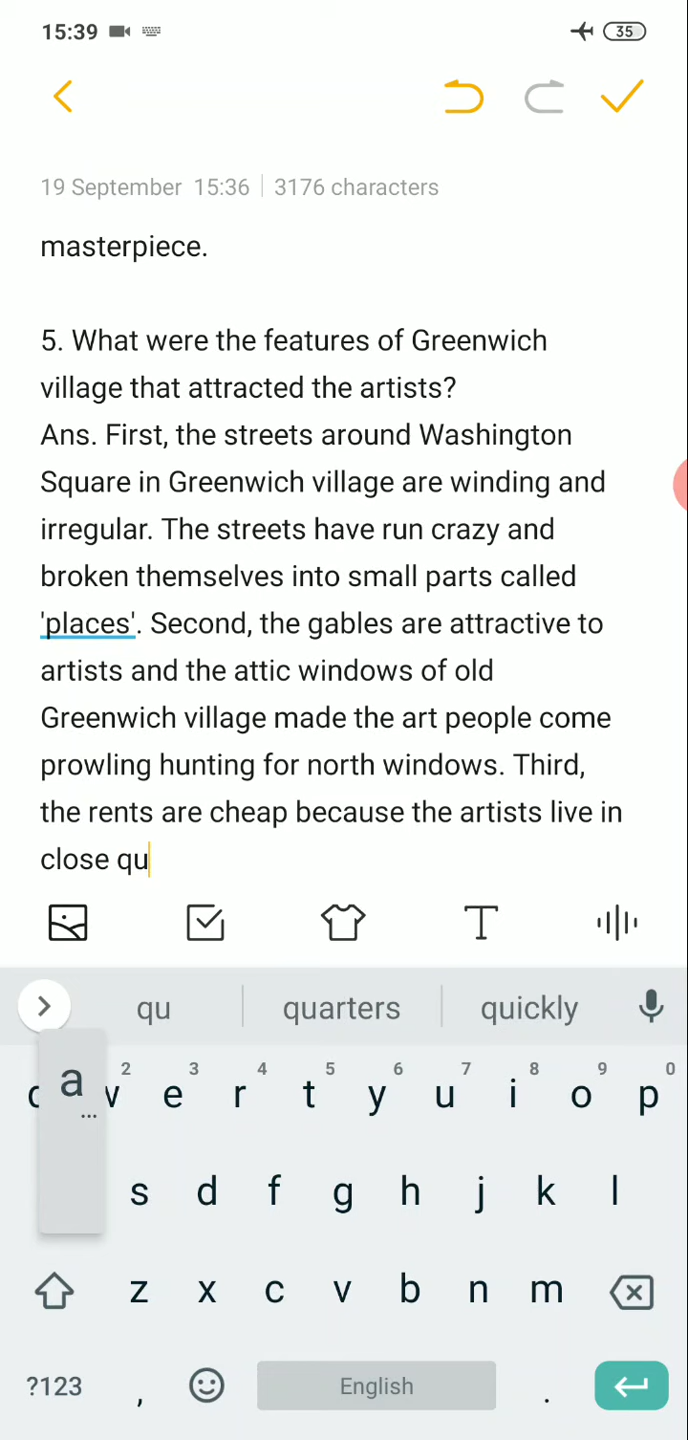 15:39 35
19 September 15:36 | 3176 characters
masterpiece.
5. What were the features of Greenwich
village that attracted the artists?
Ans. First, the streets around Washington
Square in Greenwich village are winding and
irregular. The streets have run crazy and
broken themselves into small parts called
'places'. Second, the gables are attractive to
artists and the attic windows of old
Greenwich village made the art people come
prowling hunting for north windows. Third,
the rents are cheap because the artists live in
close qu
T
qu quarters quickly
a ...
2 3 4 5 6 7 8 9 0
e r t y u i o p
s d f g h j k l
z x c v b n m
?123 , English .